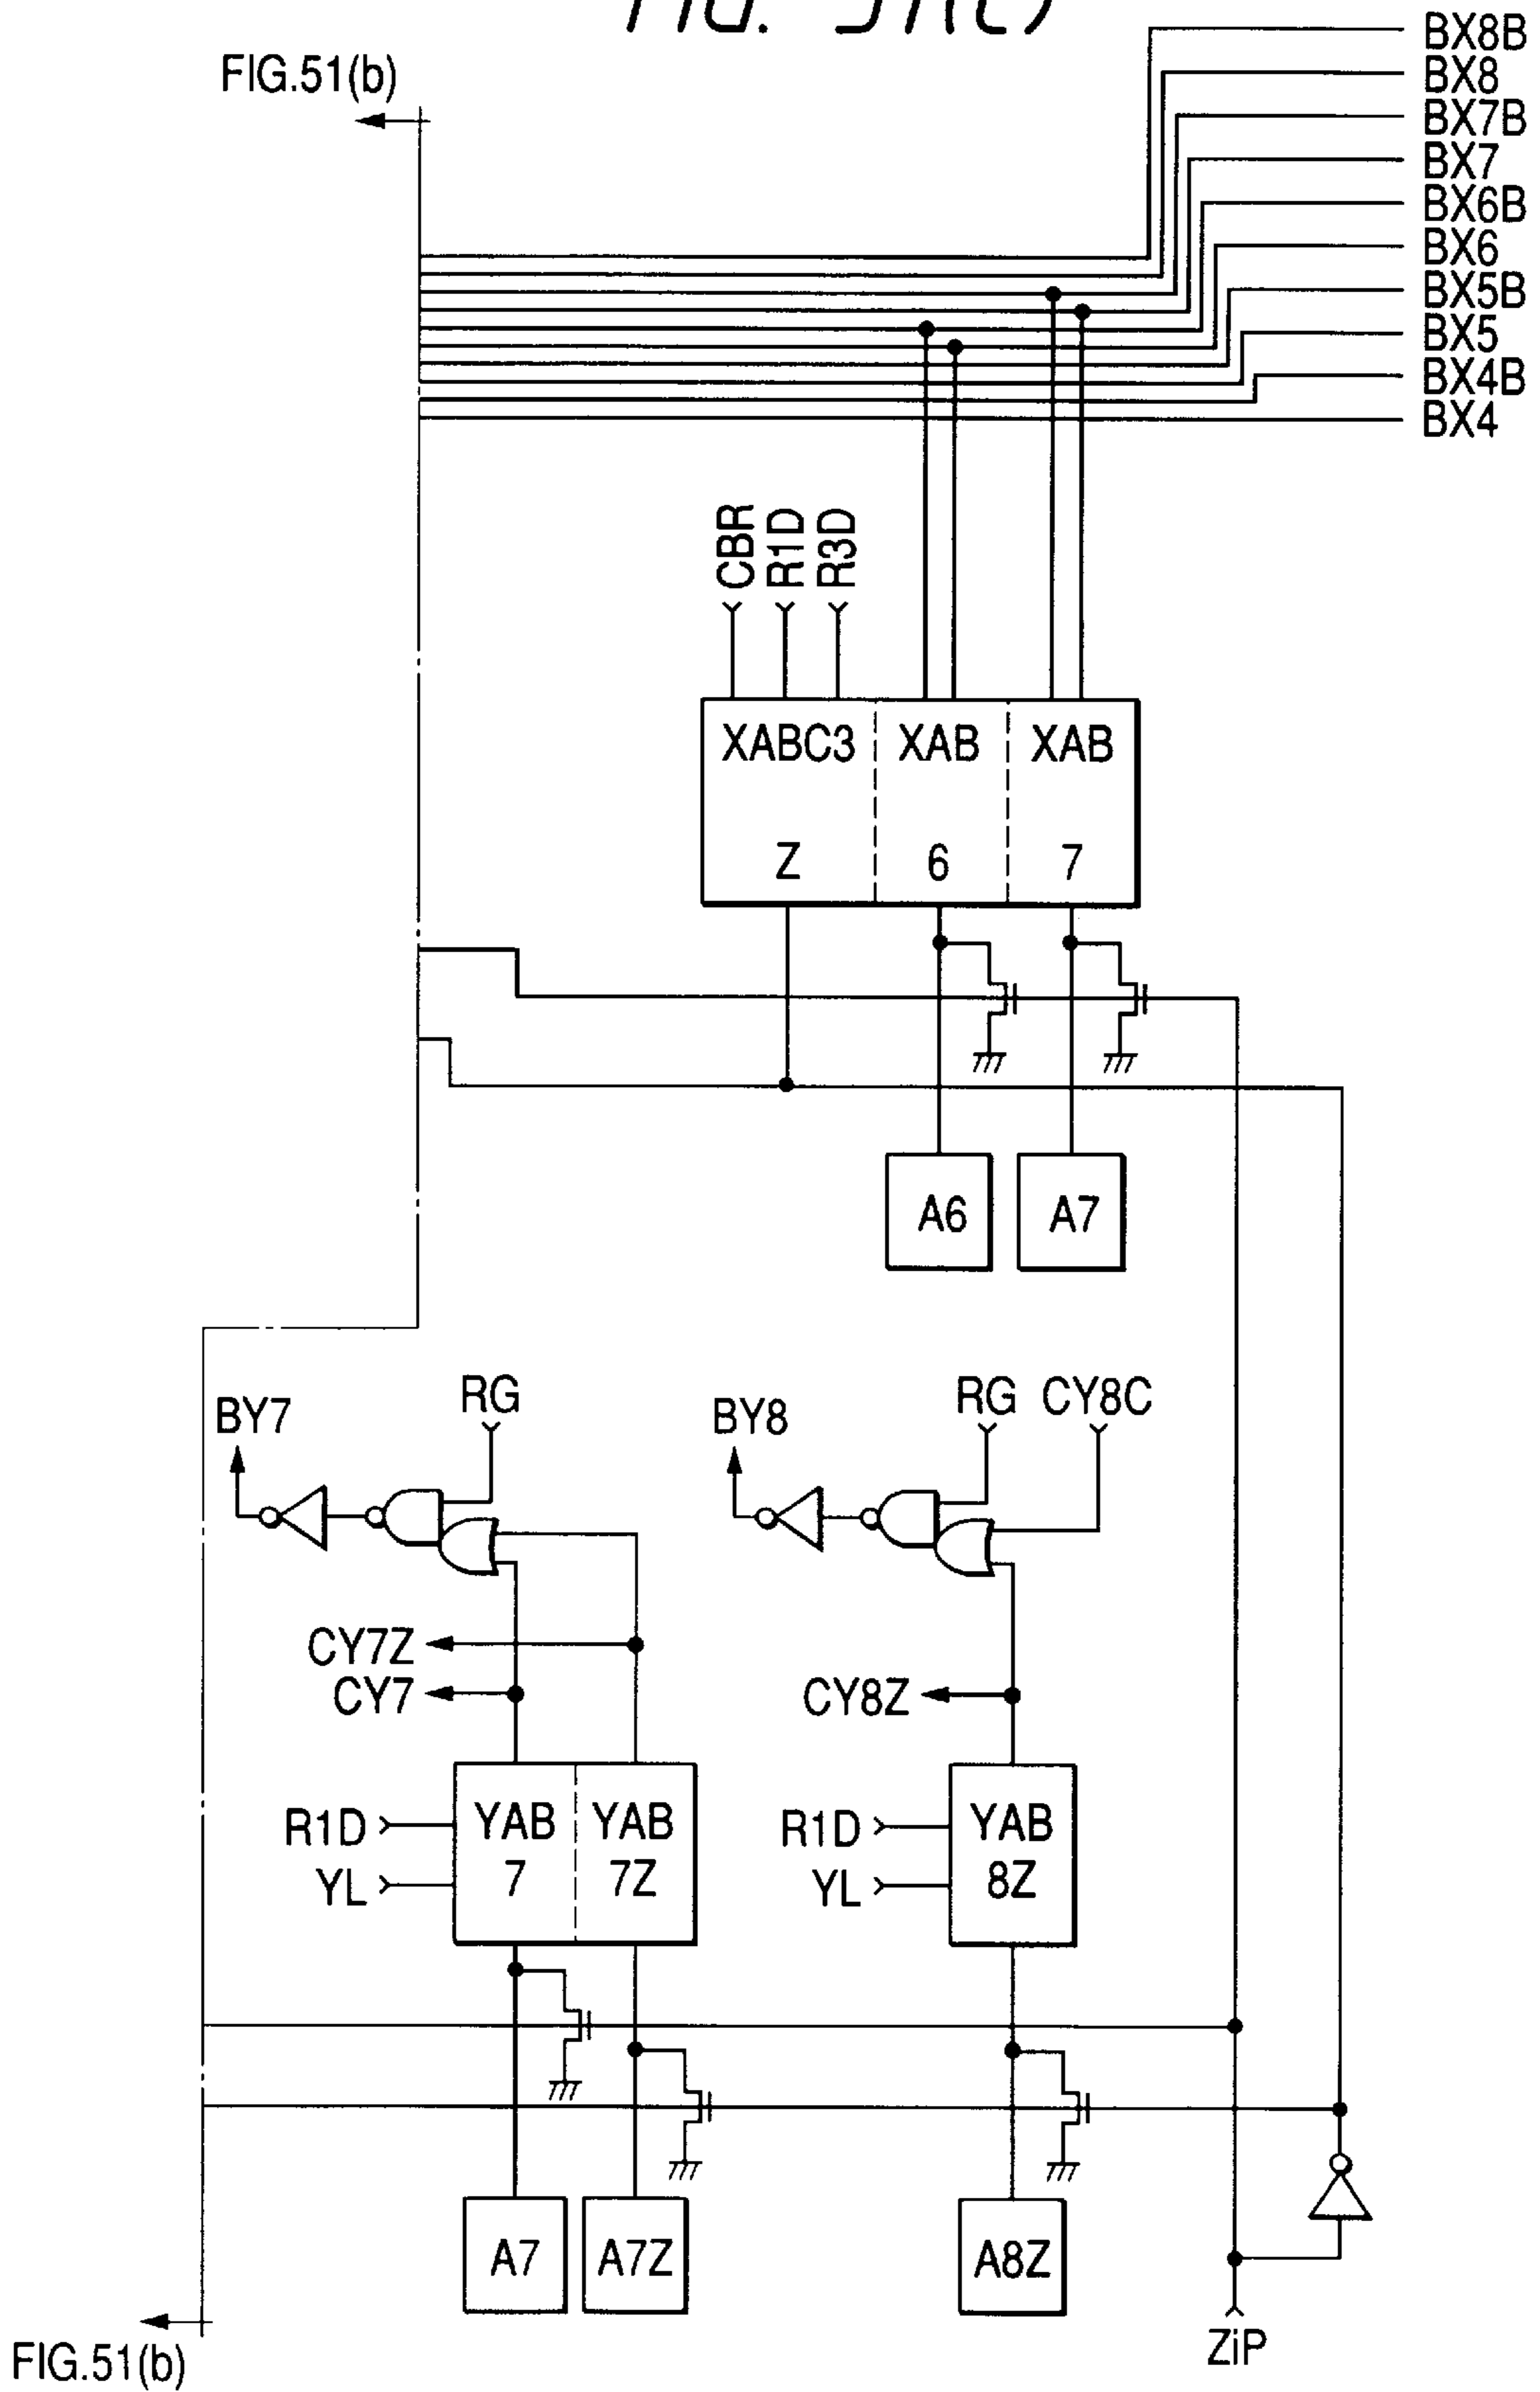 FIG. 51(c)
BX8B
FIG.51(b)
BX8
BX7B
BX7
BX6B
BX6
BX5B
BX5
BX4B
BX4
CBR
R1D
R3D
XABC3 XAB XAB
Z 6 7
A6 A7
BY7 RG BY8 RG CY8C
CY7Z
CY7 CY8Z
R1D YAB YAB R1D YAB
YL 7 7Z YL 8Z
A7 A7Z A8Z
ZiP
FIG.51(b)